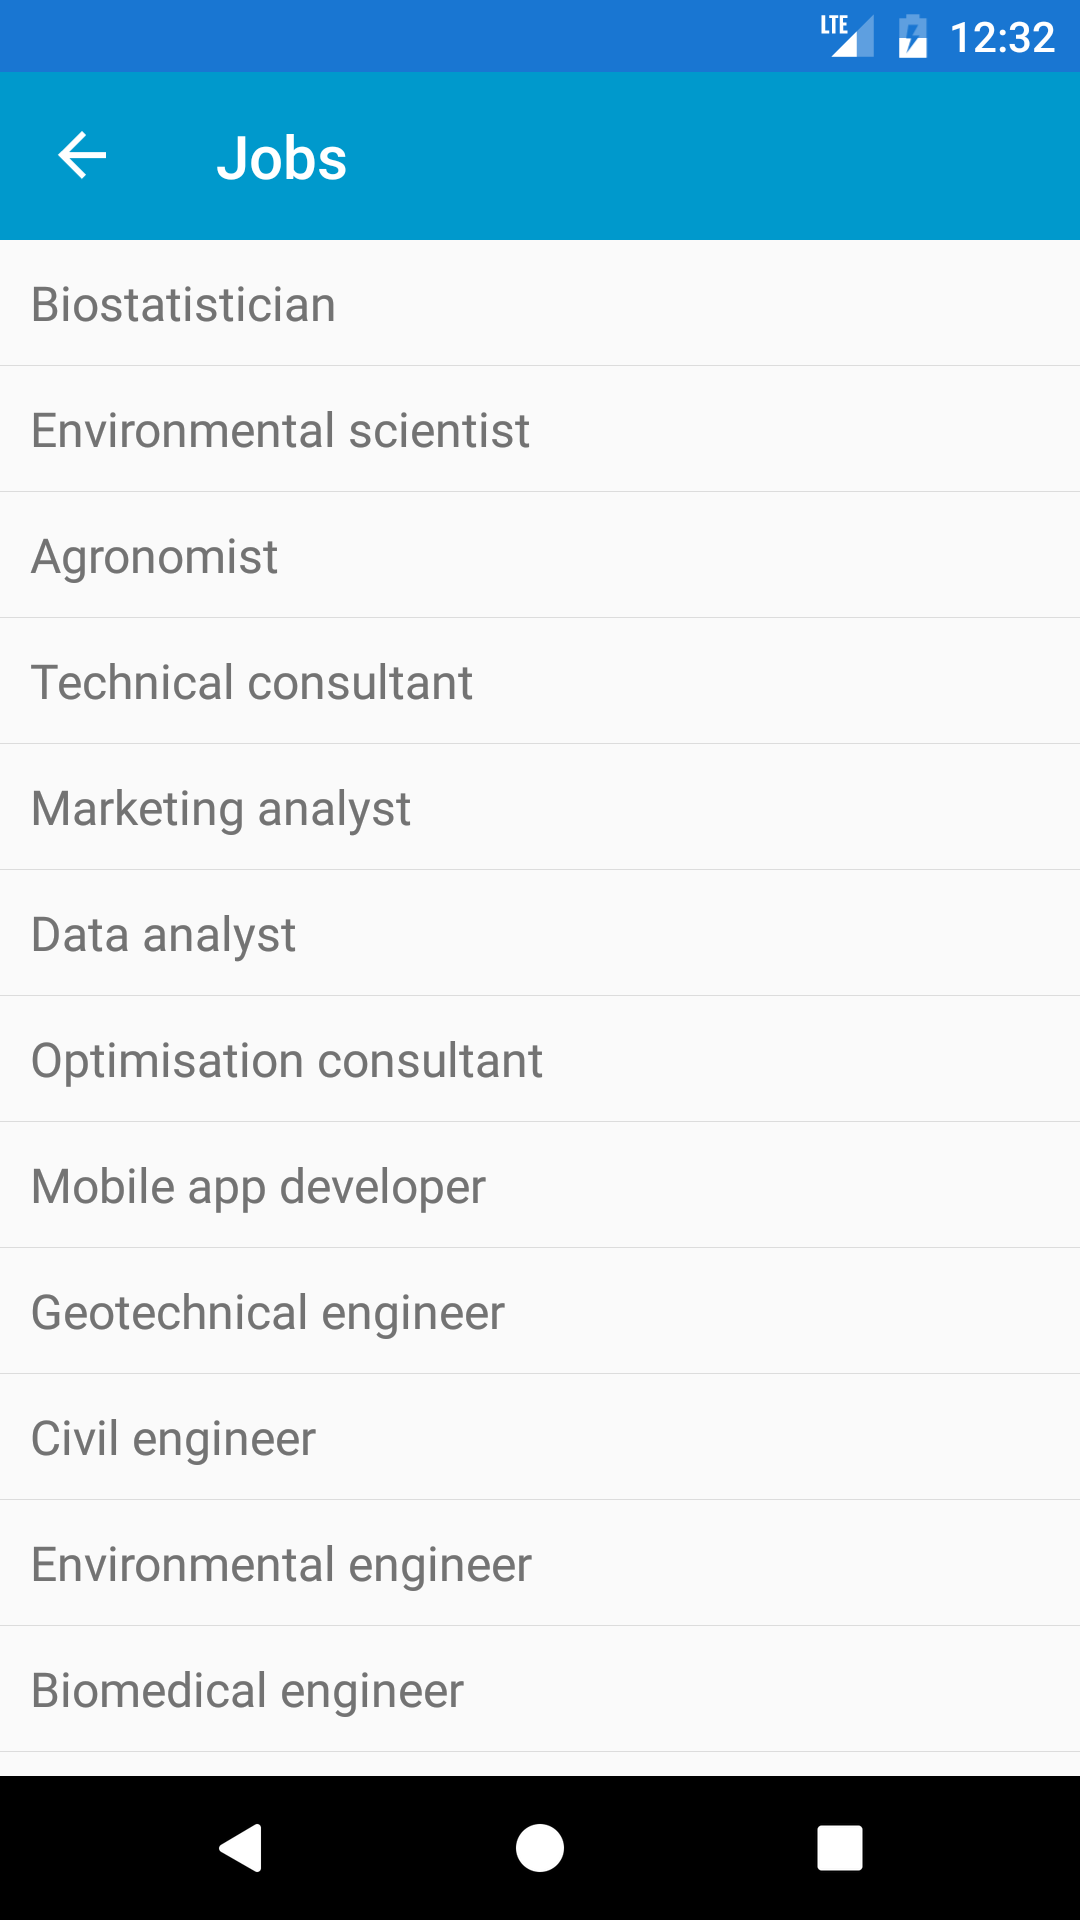 LTE 12:32
Jobs
Biostatistician
Environmental scientist
Agronomist
Technical consultant
Marketing analyst
Data analyst
Optimisation consultant
Mobile app developer
Geotechnical engineer
Civil engineer
Environmental engineer
Biomedical engineer